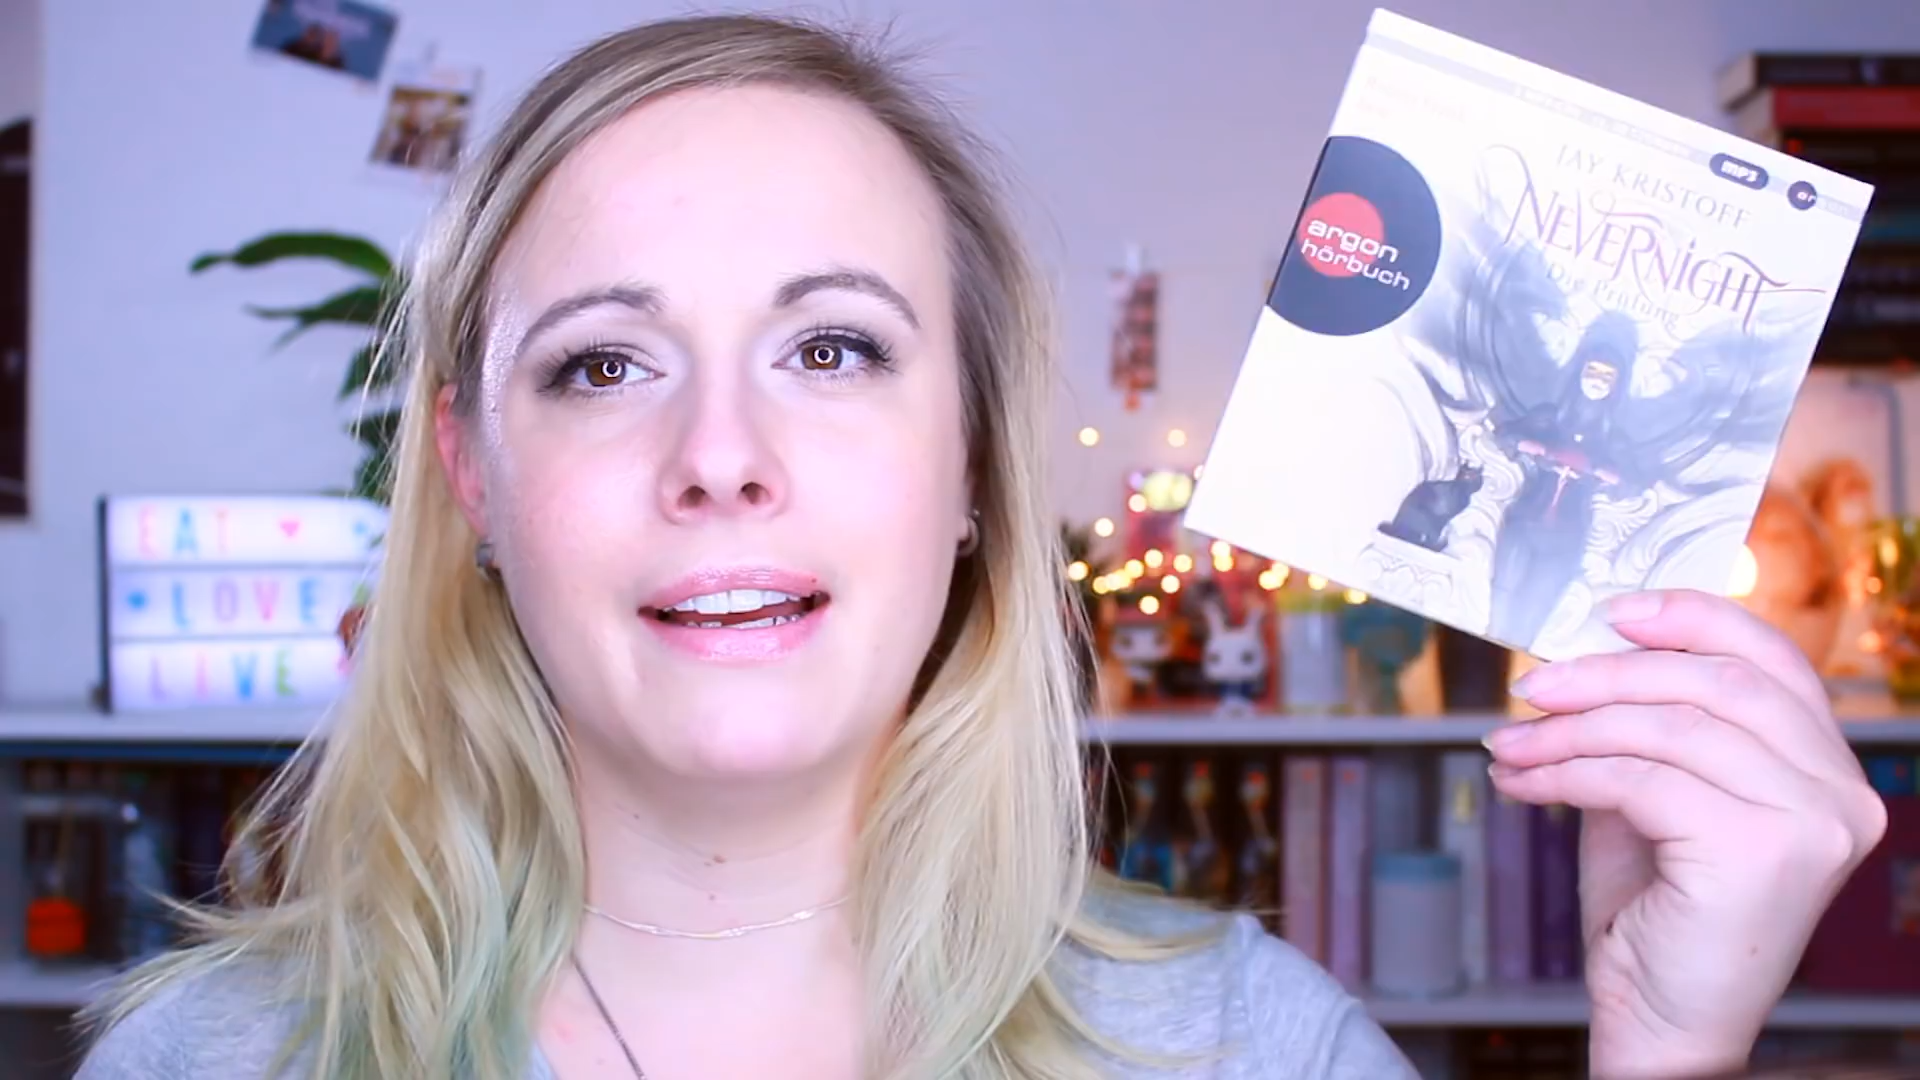 EAT
LOVE
LIVE
MP3
JAY KRISTOFF
NEVERNIGHT
Die Prüfung
argon
hörbuch